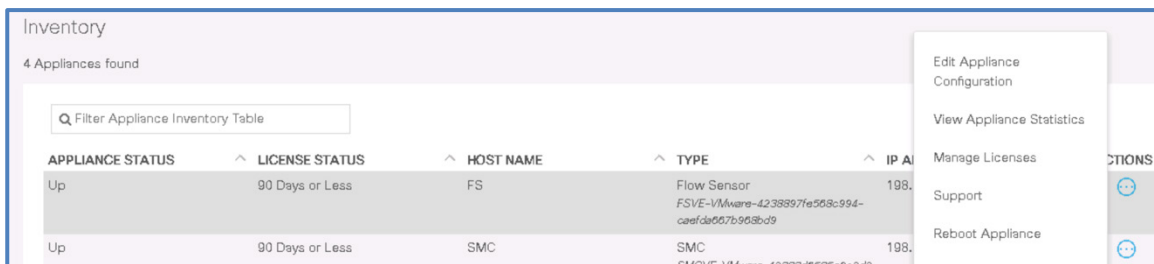 Inventory
4 Appliances found
Edit Appliance
Configuration
Filter Appliance Inventory Table
View Appliance Statistics
APPLIANCE STATUS LICENSE STATUS HOST NAME TYPE IP
Manage Licenses
Up 90 Days or Less FS Flow Sensor 198.
FSVE-VMware-4238897fe568c994-
caefda667b968bd9
Support
Reboot Appliance
Up 90 Days or Less SMC SMC 198.